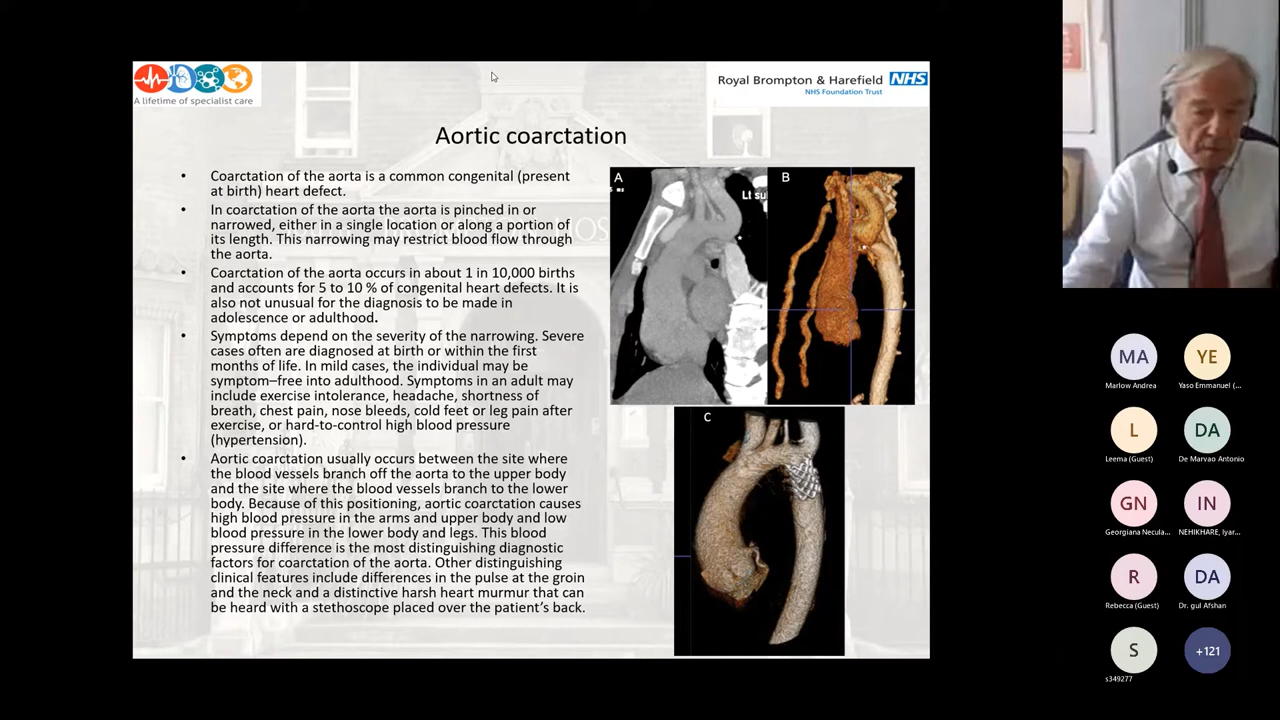 A lifetime of specialist care
Royal Brompton & Harefield NHS
NHS Foundation Trust
Aortic coarctation
• Coarctation of the aorta is a common congenital (present
at birth) heart defect.
• In coarctation of the aorta the aorta is pinched in or
narrowed, either in a single location or along a portion of
its length. This narrowing may restrict blood flow through
the aorta.
• Coarctation of the aorta occurs in about 1 in 10,000 births
and accounts for 5 to 10 % of congenital heart defects. It is
also not unusual for the diagnosis to be made in
adolescence or adulthood.
• Symptoms depend on the severity of the narrowing. Severe
cases often are diagnosed at birth or within the first
months of life. In mild cases, the individual may be
symptom–free into adulthood. Symptoms in an adult may
include exercise intolerance, headache, shortness of
breath, chest pain, nose bleeds, cold feet or leg pain after
exercise, or hard-to-control high blood pressure
(hypertension).
• Aortic coarctation usually occurs between the site where
the blood vessels branch off the aorta to the upper body
and the site where the blood vessels branch to the lower
body. Because of this positioning, aortic coarctation causes
high blood pressure in the arms and upper body and low
blood pressure in the lower body and legs. This blood
pressure difference is the most distinguishing diagnostic
factors for coarctation of the aorta. Other distinguishing
clinical features include differences in the pulse at the groin
and the neck and a distinctive harsh heart murmur that can
be heard with a stethoscope placed over the patient's back.
A
Lt su
B
C
MA
Marlow Andrea
YE
Yaso Emmanuel (...
L
Leema (Guest)
DA
De Marvao Antonio
GN
Georgiana Necula...
IN
NEHIKHARE, Iyar...
R
Rebecca (Guest)
DA
Dr. gul Afshan
S
s349277
+121